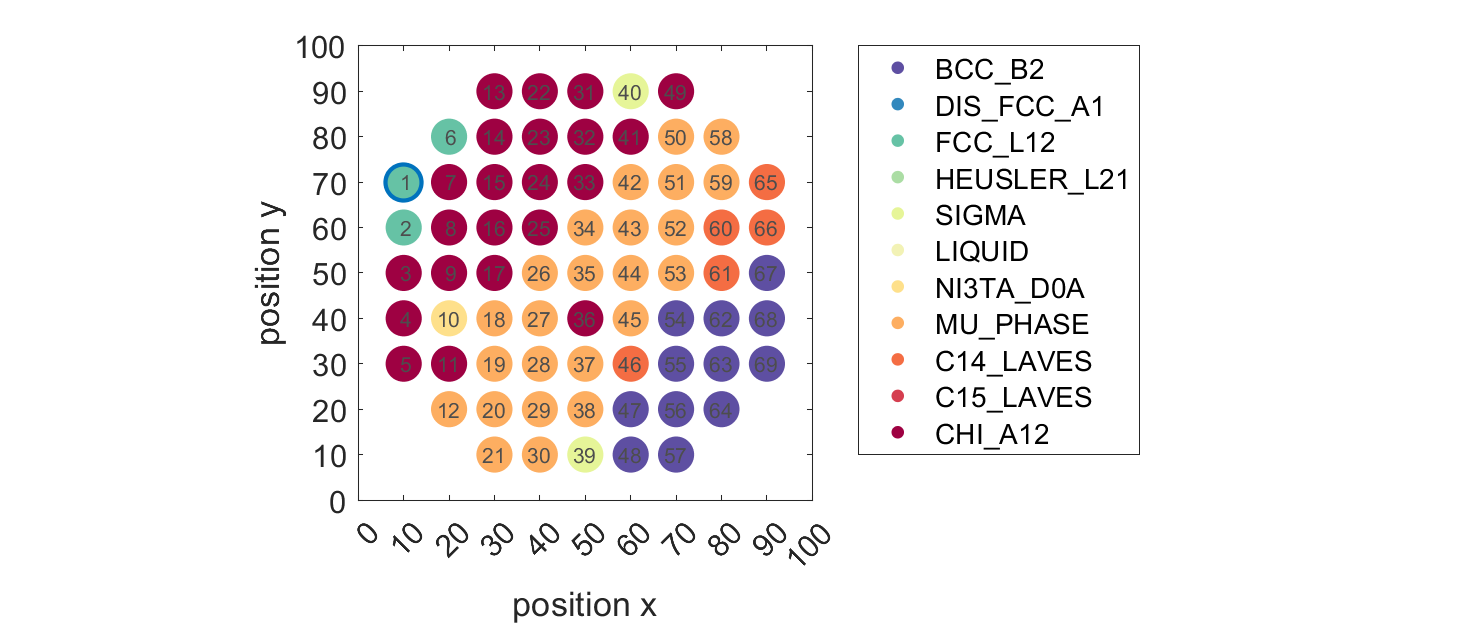 100
90
80
70
60
50
40
30
20
10
0
position y
13 22 31 40 49
6 14 23 32 41 50 58
1 7 15 24 33 42 51 59 65
2 8 16 25 34 43 52 60 66
3 9 17 26 35 44 53 61 67
4 10 18 27 36 45 54 62 68
5 11 19 28 37 46 55 63 69
12 20 29 38 47 56 64
21 30 39 48 57
0 10 20 30 40 50 60 70 80 90 100
position x
BCC_B2
DIS_FCC_A1
FCC_L12
HEUSLER_L21
SIGMA
LIQUID
NI3TA_D0A
MU_PHASE
C14_LAVES
C15_LAVES
CHI_A12